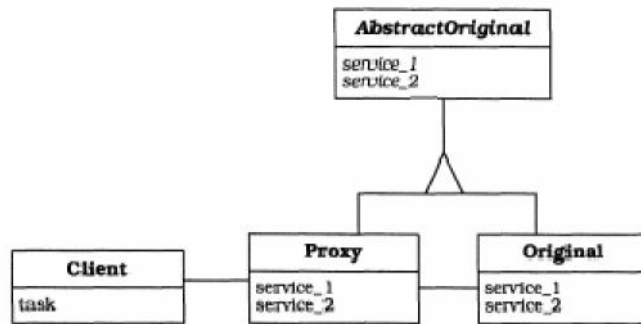 AbstractOriginal
service_1
service_2
Client
task
Proxy
service_1
service_2
Original
service_1
service_2